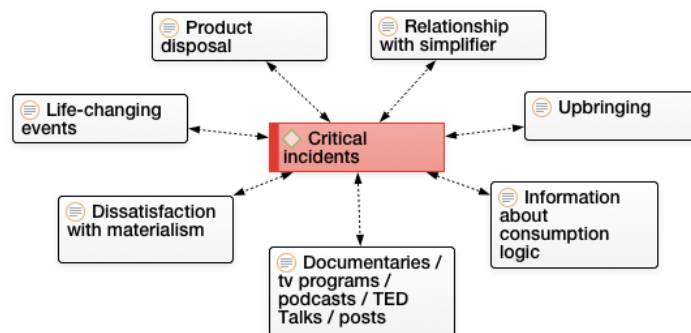 Product
disposal
Relationship
with simplifier
Life-changing
events
Critical
incidents
Upbringing
Dissatisfaction
with materialism
Information
about
consumption
logic
Documentaries /
tv programs /
podcasts / TED
Talks / posts